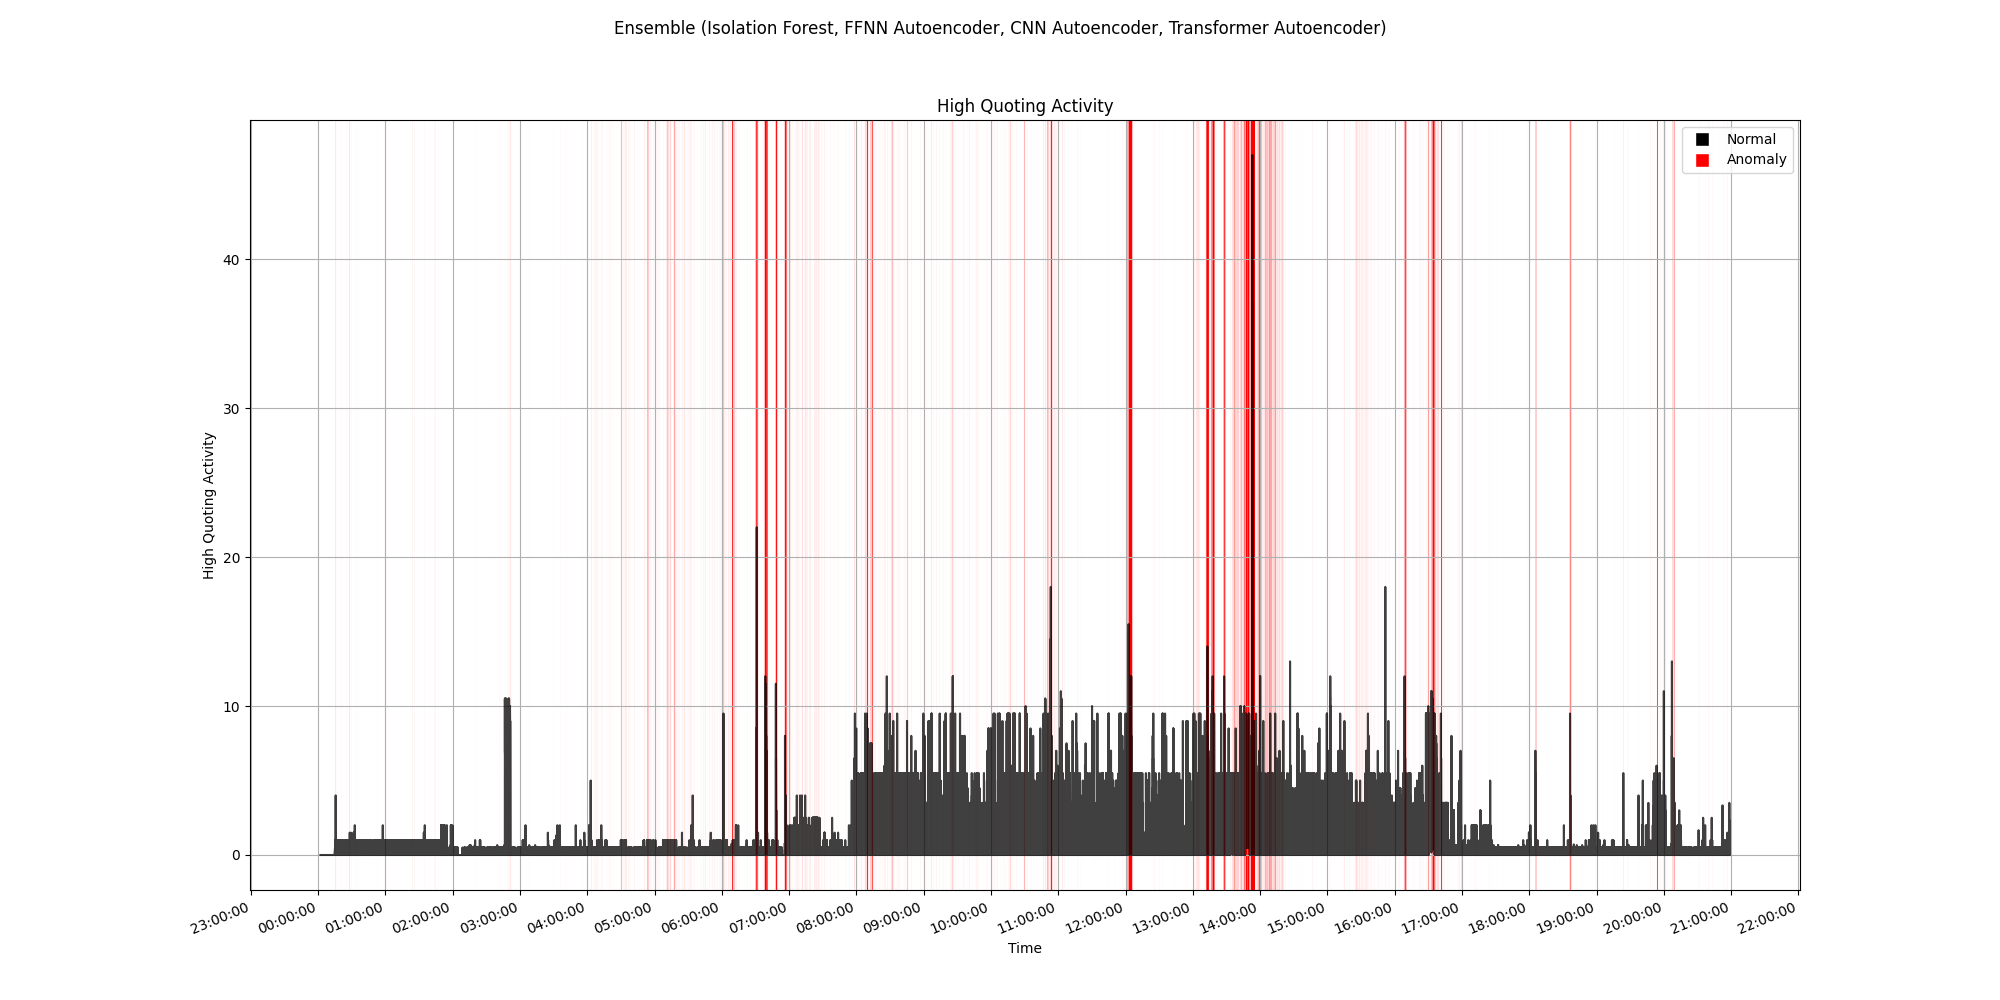 Ensemble (Isolation Forest, FFNN Autoencoder, CNN Autoencoder, Transformer Autoencoder)
High Quoting Activity
Normal
Anomaly
High Quoting Activity
40
30
20
10
0
23:00:00 00:00:00 01:00:00 02:00:00 03:00:00 04:00:00 05:00:00 06:00:00 07:00:00 08:00:00 09:00:00 10:00:00 11:00:00 12:00:00 13:00:00 14:00:00 15:00:00 16:00:00 17:00:00 18:00:00 19:00:00 20:00:00 21:00:00 22:00:00
Time